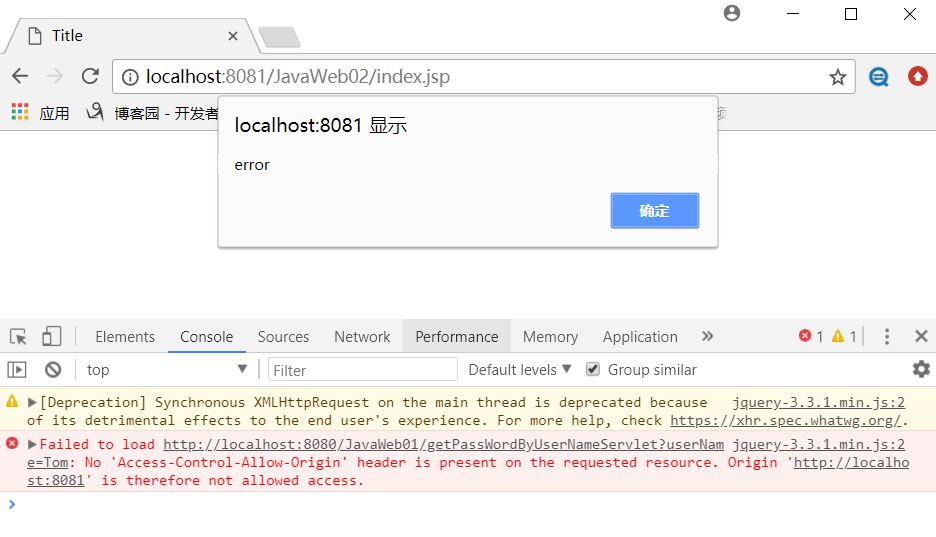 Title
localhost:8081/JavaWeb02/index.jsp
应用 博客园 - 开发者
localhost:8081 显示
error
确定
Elements Console Sources Network Performance Memory Application » 1 1
top Filter Default levels Group similar
[Deprecation] Synchronous XMLHttpRequest on the main thread is deprecated because jquery-3.3.1.min.js:2
of its detrimental effects to the end user's experience. For more help, check https://xhr.spec.whatwg.org/.
Failed to load http://localhost:8080/JavaWeb01/getPassWordByUserNameServlet?userNam jquery-3.3.1.min.js:2
e=Tom: No 'Access-Control-Allow-Origin' header is present on the requested resource. Origin 'http://localho
st:8081' is therefore not allowed access.